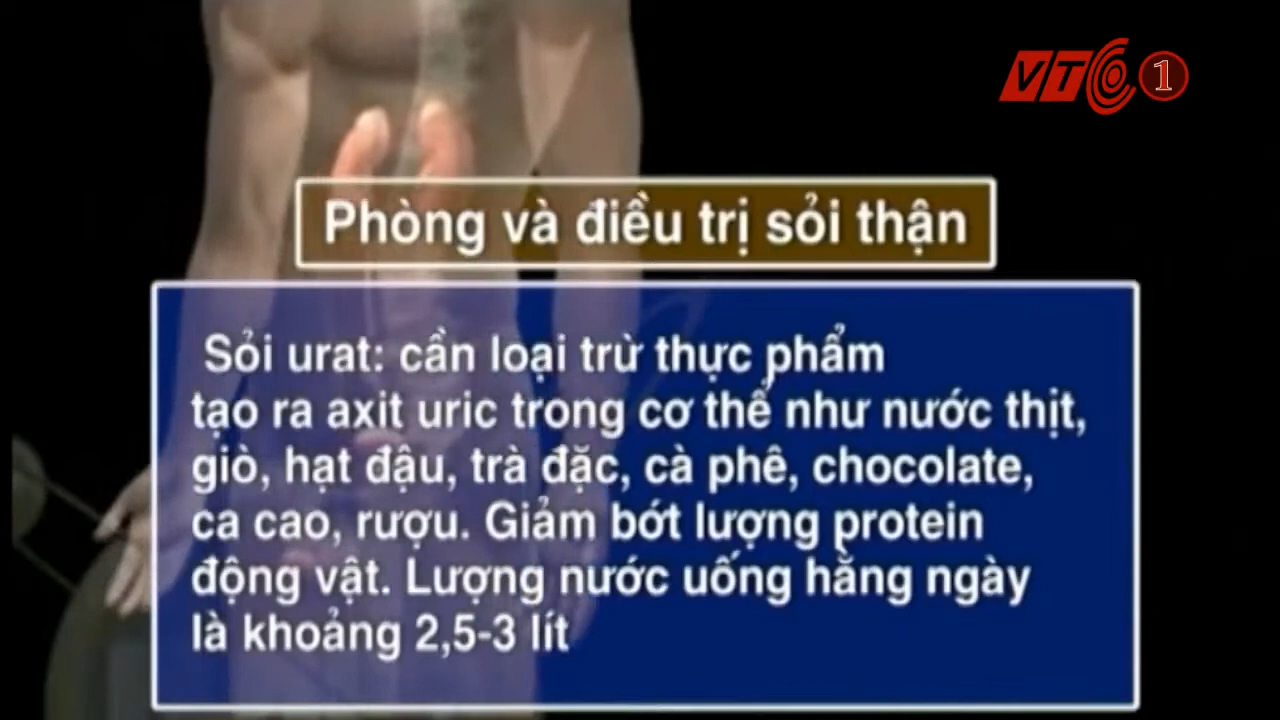 VTC 1
Phòng và điều trị sỏi thận
Sỏi urat: cần loại trừ thực phẩm
tạo ra axit uric trong cơ thể như nước thịt,
giò, hạt đậu, trà đặc, cà phê, chocolate,
ca cao, rượu. Giảm bớt lượng protein
động vật. Lượng nước uống hằng ngày
là khoảng 2,5-3 lít